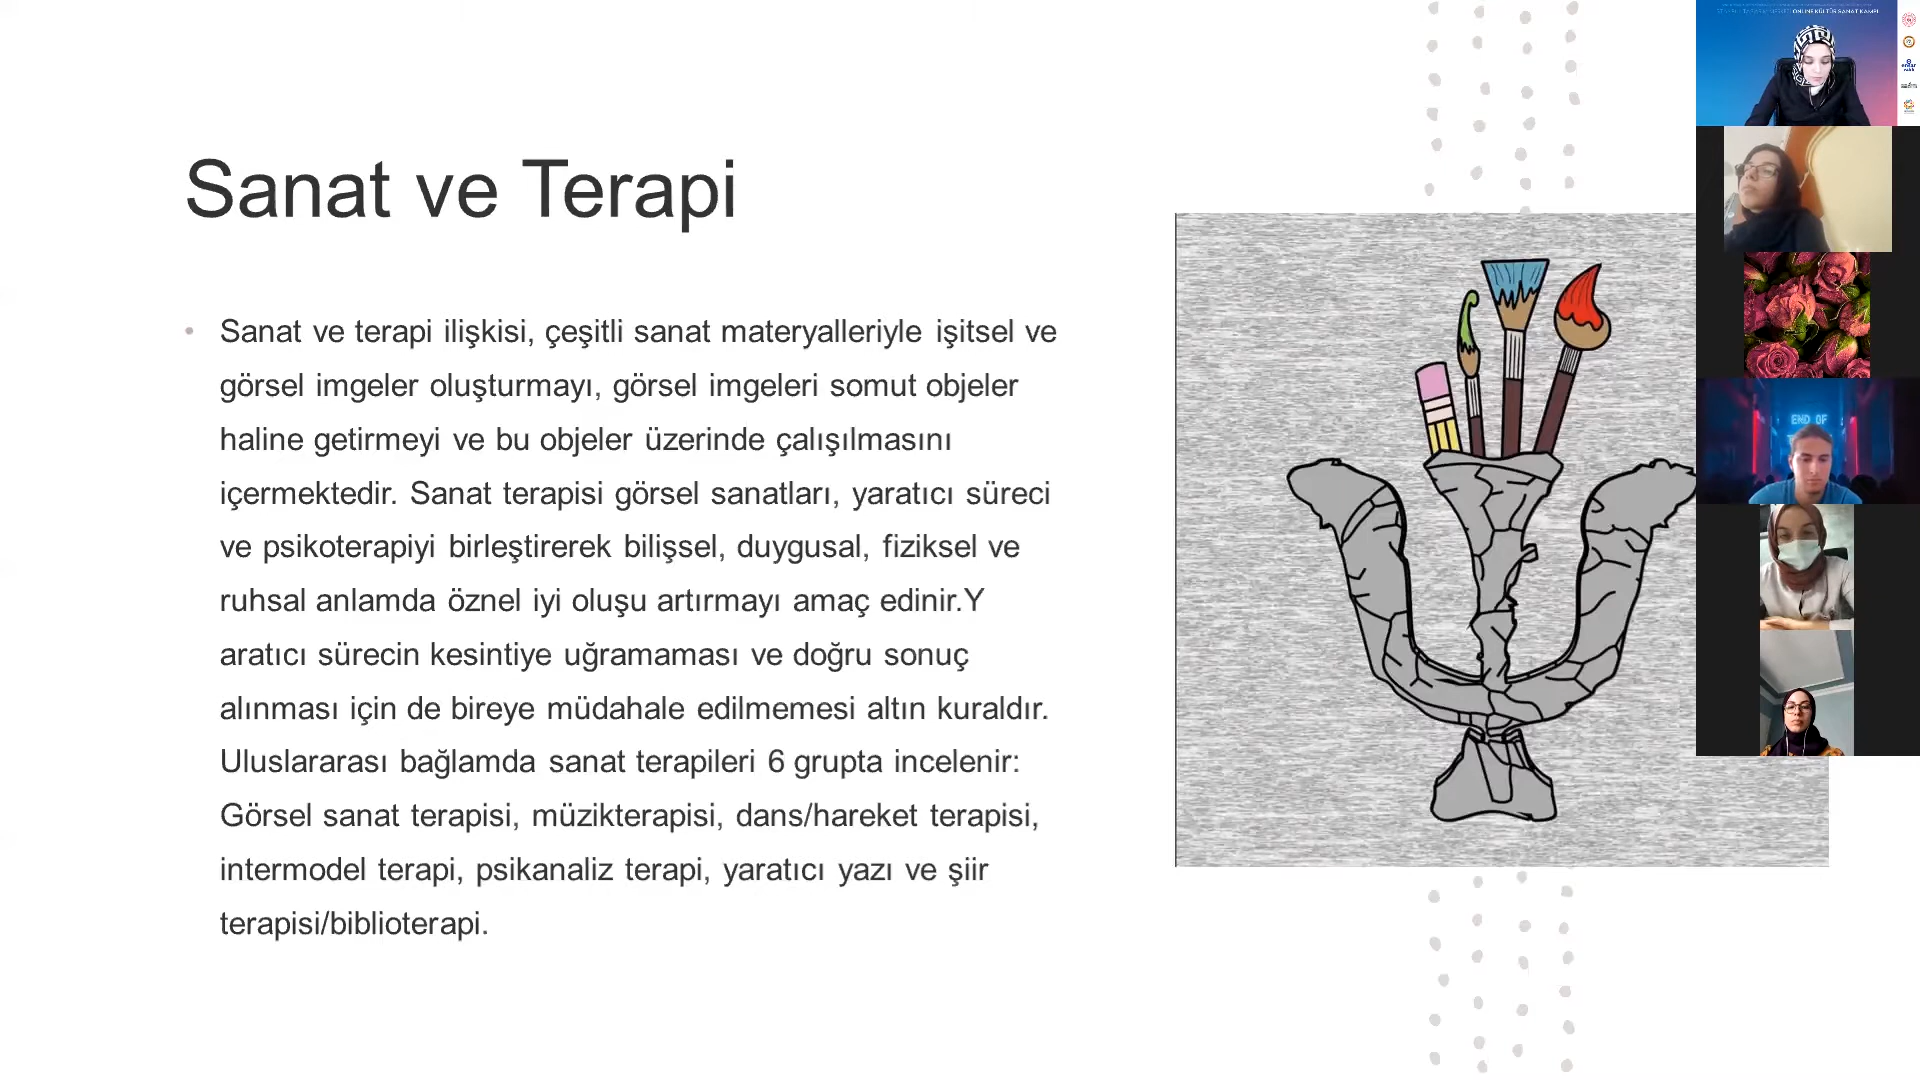 ONLINE KÜLTÜR SANAT KAMPI
Sanat ve Terapi
• Sanat ve terapi ilişkisi, çeşitli sanat materyalleriyle işitsel ve
görsel imgeler oluşturmayı, görsel imgeleri somut objeler
haline getirmeyi ve bu objeler üzerinde çalışılmasını
içermektedir. Sanat terapisi görsel sanatları, yaratıcı süreci
ve psikoterapiyi birleştirerek bilişsel, duygusal, fiziksel ve
ruhsal anlamda öznel iyi oluşu artırmayı amaç edinir.Y
aratıcı sürecin kesintiye uğramaması ve doğru sonuç
alınması için de bireye müdahale edilmemesi altın kuraldır.
Uluslararası bağlamda sanat terapileri 6 grupta incelenir:
Görsel sanat terapisi, müzikterapisi, dans/hareket terapisi,
intermodel terapi, psikanaliz terapi, yaratıcı yazı ve şiir
terapisi/biblioterapi.
END OF